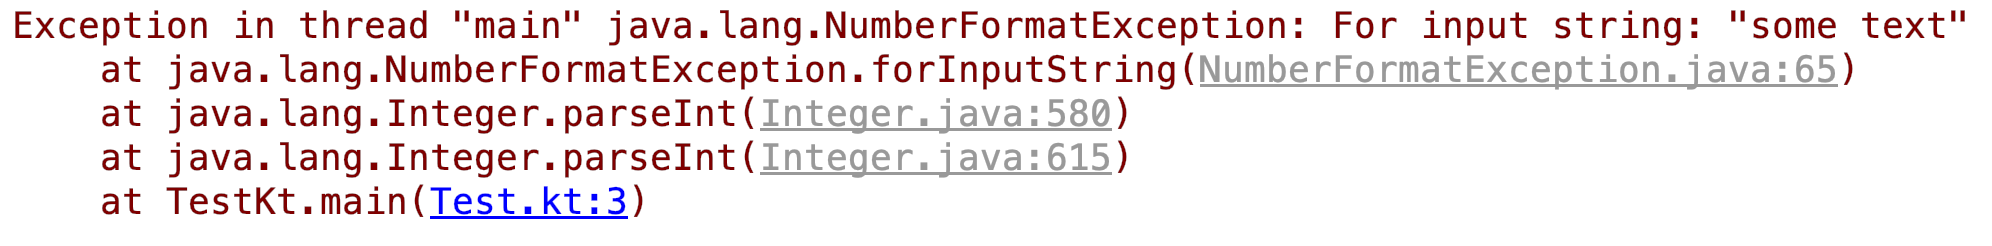 Exception in thread "main" java.lang.NumberFormatException: For input string: "some text"
at java.lang.NumberFormatException.forInputString(NumberFormatException.java:65)
at java.lang.Integer.parseInt(Integer.java:580)
at java.lang.Integer.parseInt(Integer.java:615)
at TestKt.main(Test.kt:3)